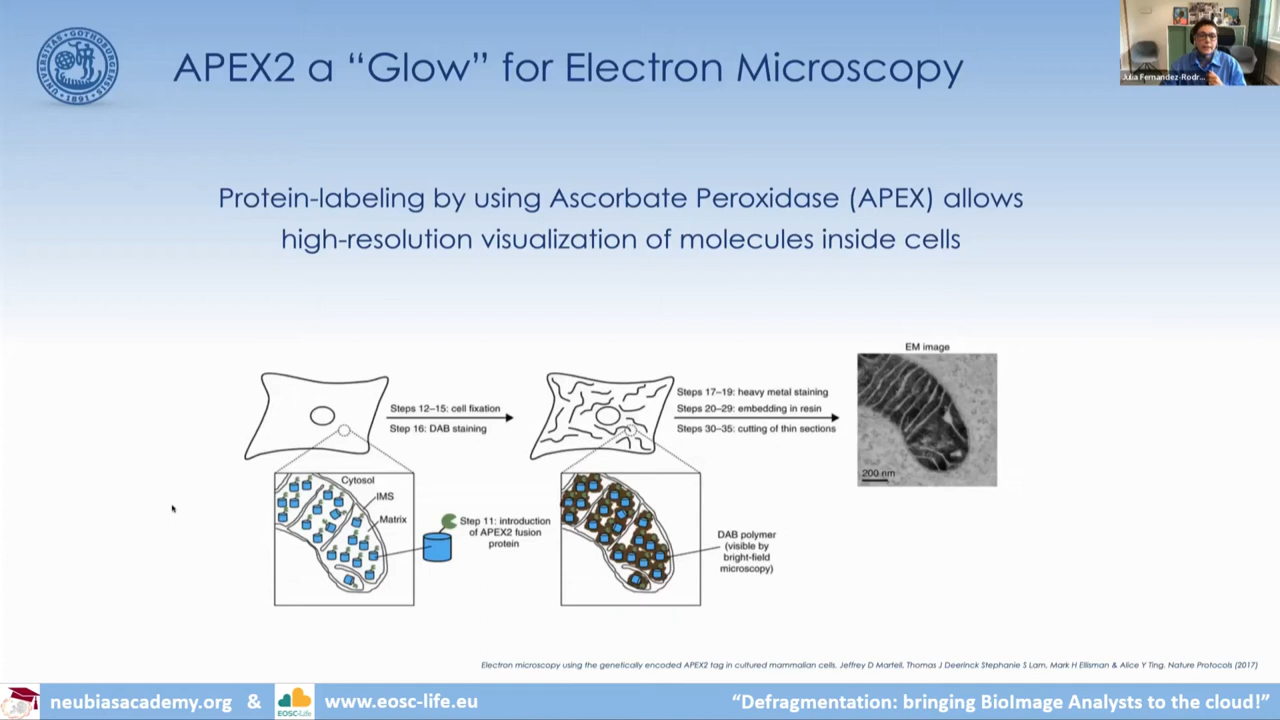 APEX2 a “Glow” for Electron Microscopy
Julia Fernandez-Rodr...
Protein-labeling by using Ascorbate Peroxidase (APEX) allows
high-resolution visualization of molecules inside cells
Steps 12–15: cell fixation
Step 16: DAB staining
Steps 17–19: heavy metal staining
Steps 20–29: embedding in resin
Steps 30–35: cutting of thin sections
EM image
200 nm
Cytosol
IMS
Matrix
Step 11: introduction
of APEX2 fusion
protein
DAB polymer
(visible by
bright-field
microscopy)
Electron microscopy using the genetically encoded APEX2 tag in cultured mammalian cells. Jeffrey D Martell, Thomas J Deerinck Stephanie S Lam, Mark H Ellisman & Alice Y Ting. Nature Protocols (2017)
neubiasacademy.org & EOSC-Life www.eosc-life.eu “Defragmentation: bringing BioImage Analysts to the cloud!”